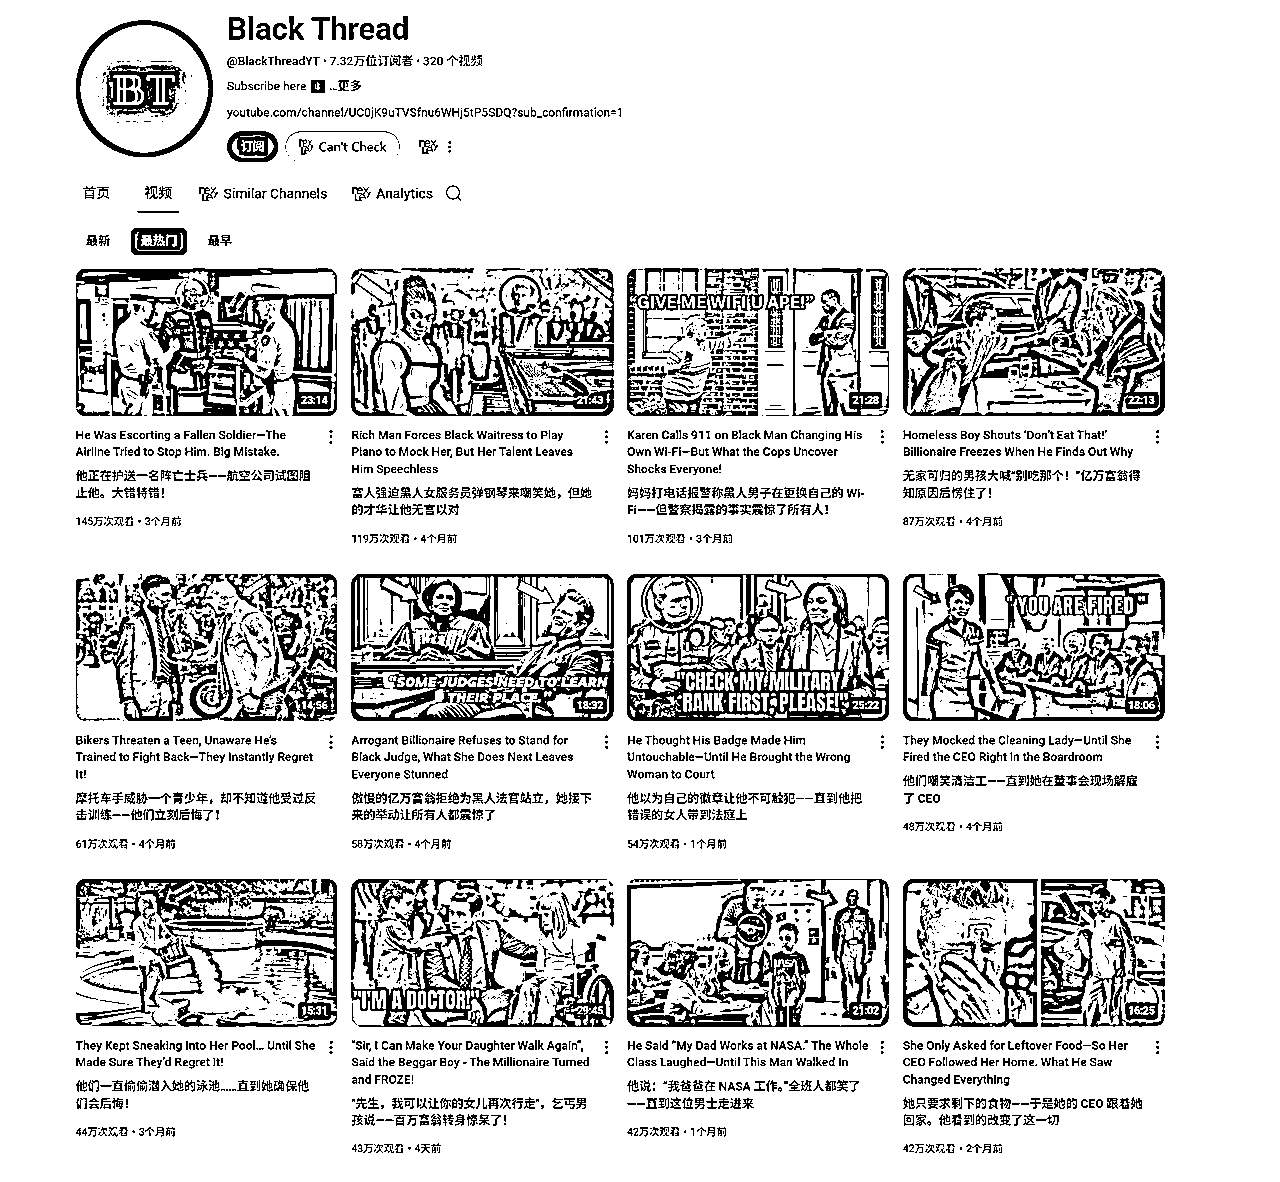 BT
Black Thread
@BlackThreadYT · 7.32万位订阅者 · 320 个视频
Subscribe here ...更多
youtube.com/channel/UC0jK9uTVSfnu6WHj5tP5SDQ?sub_confirmation=1
订阅 Can't Check
首页 视频 Similar Channels Analytics
最新 最热门 最早
"GIVE ME WIFI U APE!"
23:14 21:43 21:28 22:13
He Was Escorting a Fallen Soldier—The
Airline Tried to Stop Him. Big Mistake.
他正在护送一名阵亡士兵——航空公司试图阻
止他。大错特错!
145万次观看 · 3个月前
Rich Man Forces Black Waitress to Play
Piano to Mock Her, But Her Talent Leaves
Him Speechless
富人强迫黑人女服务员弹钢琴来嘲笑她，但她
的才华让他无言以对
119万次观看 · 4个月前
Karen Calls 911 on Black Man Changing His
Own Wi-Fi—But What the Cops Uncover
Shocks Everyone!
妈妈打电话报警称黑人男子在更换自己的 Wi-
Fi——但警察揭露的事实震惊了所有人!
101万次观看 · 3个月前
Homeless Boy Shouts 'Don't Eat That!'
Billionaire Freezes When He Finds Out Why
无家可归的男孩大喊“别吃那个！”亿万富翁得
知原因后愣住了!
87万次观看 · 4个月前
"SOME JUDGES NEED TO LEARN
THEIR PLACE."
"CHECK MY MILITARY
RANK FIRST, PLEASE!"
"YOU ARE FIRED"
14:56 18:32 25:22 18:06
Bikers Threaten a Teen, Unaware He's
Trained to Fight Back—They Instantly Regret
It!
摩托车手威胁一个青少年，却不知道他受过反
击训练——他们立刻后悔了!
61万次观看 · 4个月前
Arrogant Billionaire Refuses to Stand for
Black Judge, What She Does Next Leaves
Everyone Stunned
傲慢的亿万富翁拒绝为黑人法官站立，她接下
来的举动让所有人都震惊了
58万次观看 · 4个月前
He Thought His Badge Made Him
Untouchable—Until He Brought the Wrong
Woman to Court
他以为自己的徽章让他不可触犯——直到他把
错误的女人带到法庭上
54万次观看 · 1个月前
They Mocked the Cleaning Lady—Until She
Fired the CEO Right in the Boardroom
他们嘲笑清洁工——直到她在董事会现场解雇
了 CEO
48万次观看 · 4个月前
"I'M A DOCTOR!"
15:31 21:02 16:25
They Kept Sneaking Into Her Pool... Until She
Made Sure They'd Regret It!
他们一直偷偷潜入她的泳池……直到她确保他
们会后悔!
44万次观看 · 3个月前
"Sir, I Can Make Your Daughter Walk Again",
Said the Beggar Boy - The Millionaire Turned
and FROZE!
“先生，我可以让你的女儿再次行走”，乞丐男
孩说——百万富翁转身惊呆了!
43万次观看 · 4天前
He Said "My Dad Works at NASA." The Whole
Class Laughed—Until This Man Walked In
他说：“我爸爸在 NASA 工作。”全班人都笑了
——直到这位男士走进来
42万次观看 · 1个月前
She Only Asked for Leftover Food—So Her
CEO Followed Her Home. What He Saw
Changed Everything
她只要求剩下的食物——于是她的 CEO 跟着她
回家。他看到的改变了这一切
42万次观看 · 2个月前